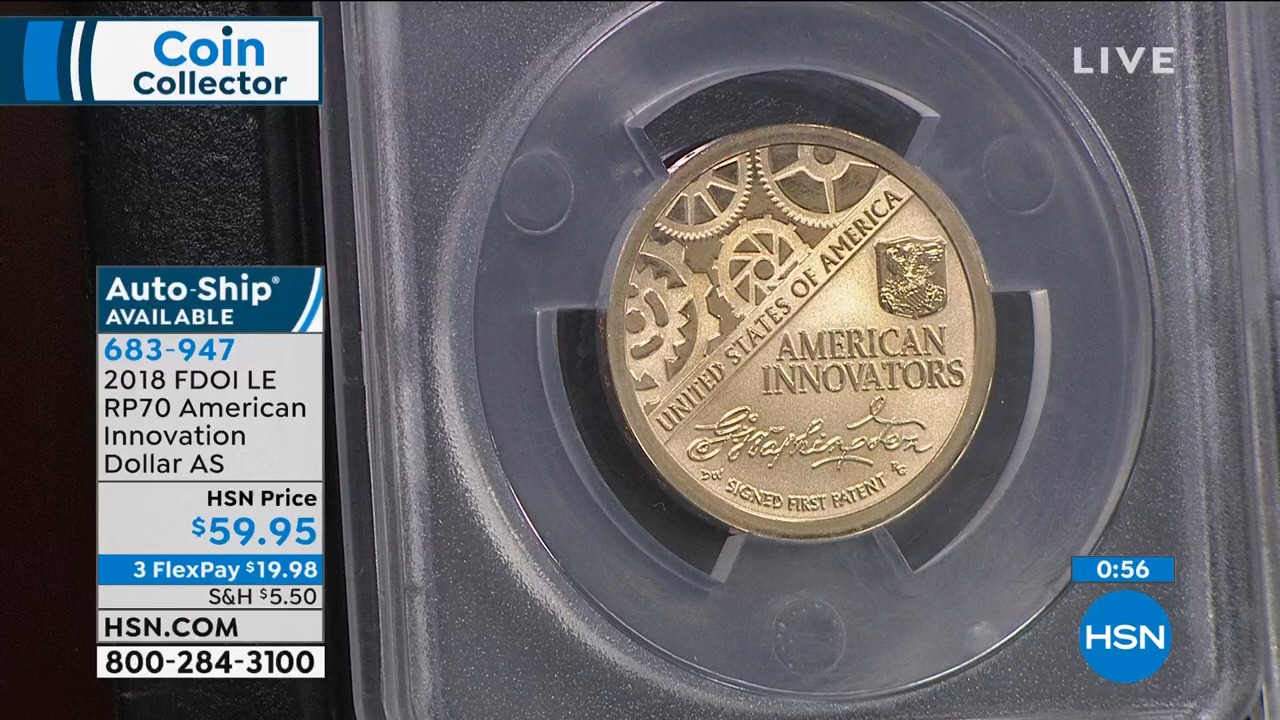 Coin
Collector
LIVE
Auto-Ship®
AVAILABLE
683-947
2018 FDOI LE
RP70 American
Innovation
Dollar AS
HSN Price
$59.95
3 FlexPay $19.98
S&H $5.50
HSN.COM
800-284-3100
UNITED STATES OF AMERICA
AMERICAN
INNOVATORS
G Washington
SIGNED FIRST PATENT
0:56
HSN